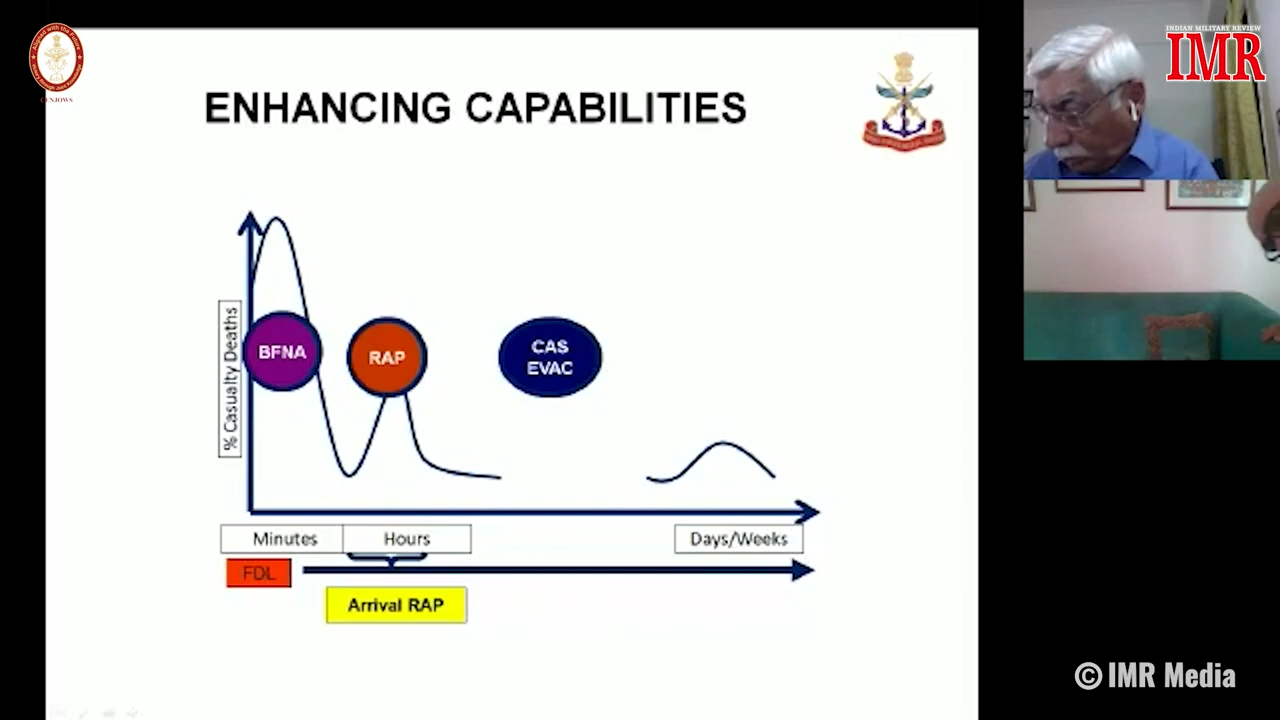 CENJOWS
INDIAN MILITARY REVIEW
IMR
ENHANCING CAPABILITIES
% Casualty Deaths
BFNA
RAP
CAS
EVAC
Minutes
Hours
Days/Weeks
FDL
Arrival RAP
© IMR Media